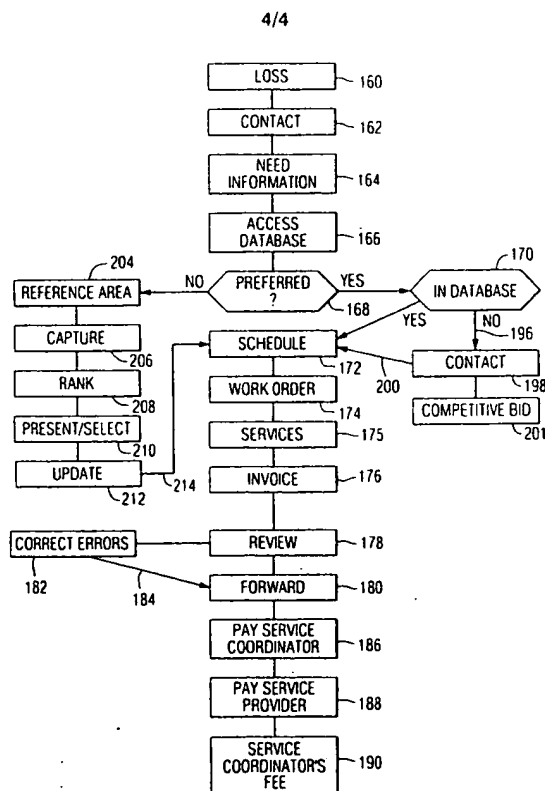 4/4
LOSS
160
CONTACT
162
NEED
INFORMATION
164
ACCESS
DATABASE
166
204
170
REFERENCE AREA
NO
PREFERRED
?
168
YES
IN DATABASE
YES
NO
196
CAPTURE
206
SCHEDULE
172
200
CONTACT
198
RANK
208
WORK ORDER
174
COMPETITIVE BID
201
PRESENT/SELECT
210
SERVICES
175
UPDATE
212
214
INVOICE
176
CORRECT ERRORS
182
REVIEW
178
184
FORWARD
180
PAY SERVICE
COORDINATOR
186
PAY SERVICE
PROVIDER
188
SERVICE
COORDINATOR'S
FEE
190